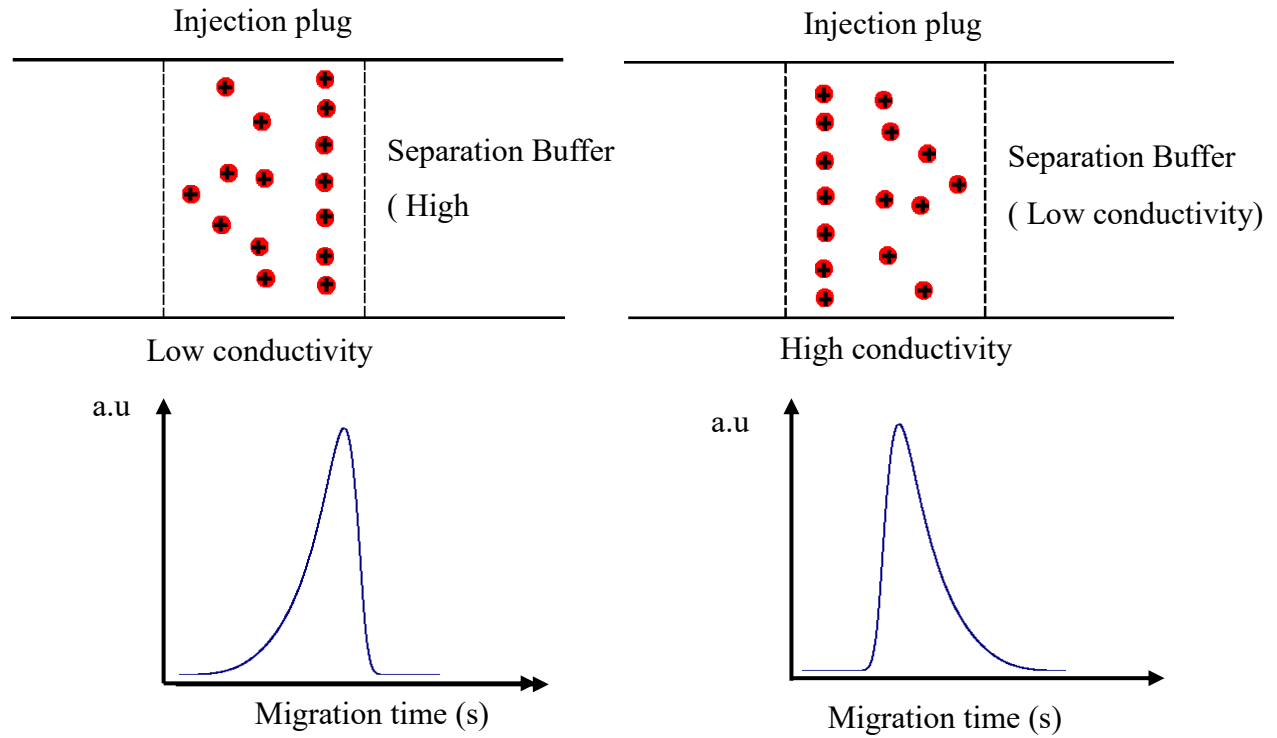 Injection plug
Separation Buffer
( High
Low conductivity
a.u
Migration time (s)
Injection plug
Separation Buffer
( Low conductivity)
High conductivity
a.u
Migration time (s)